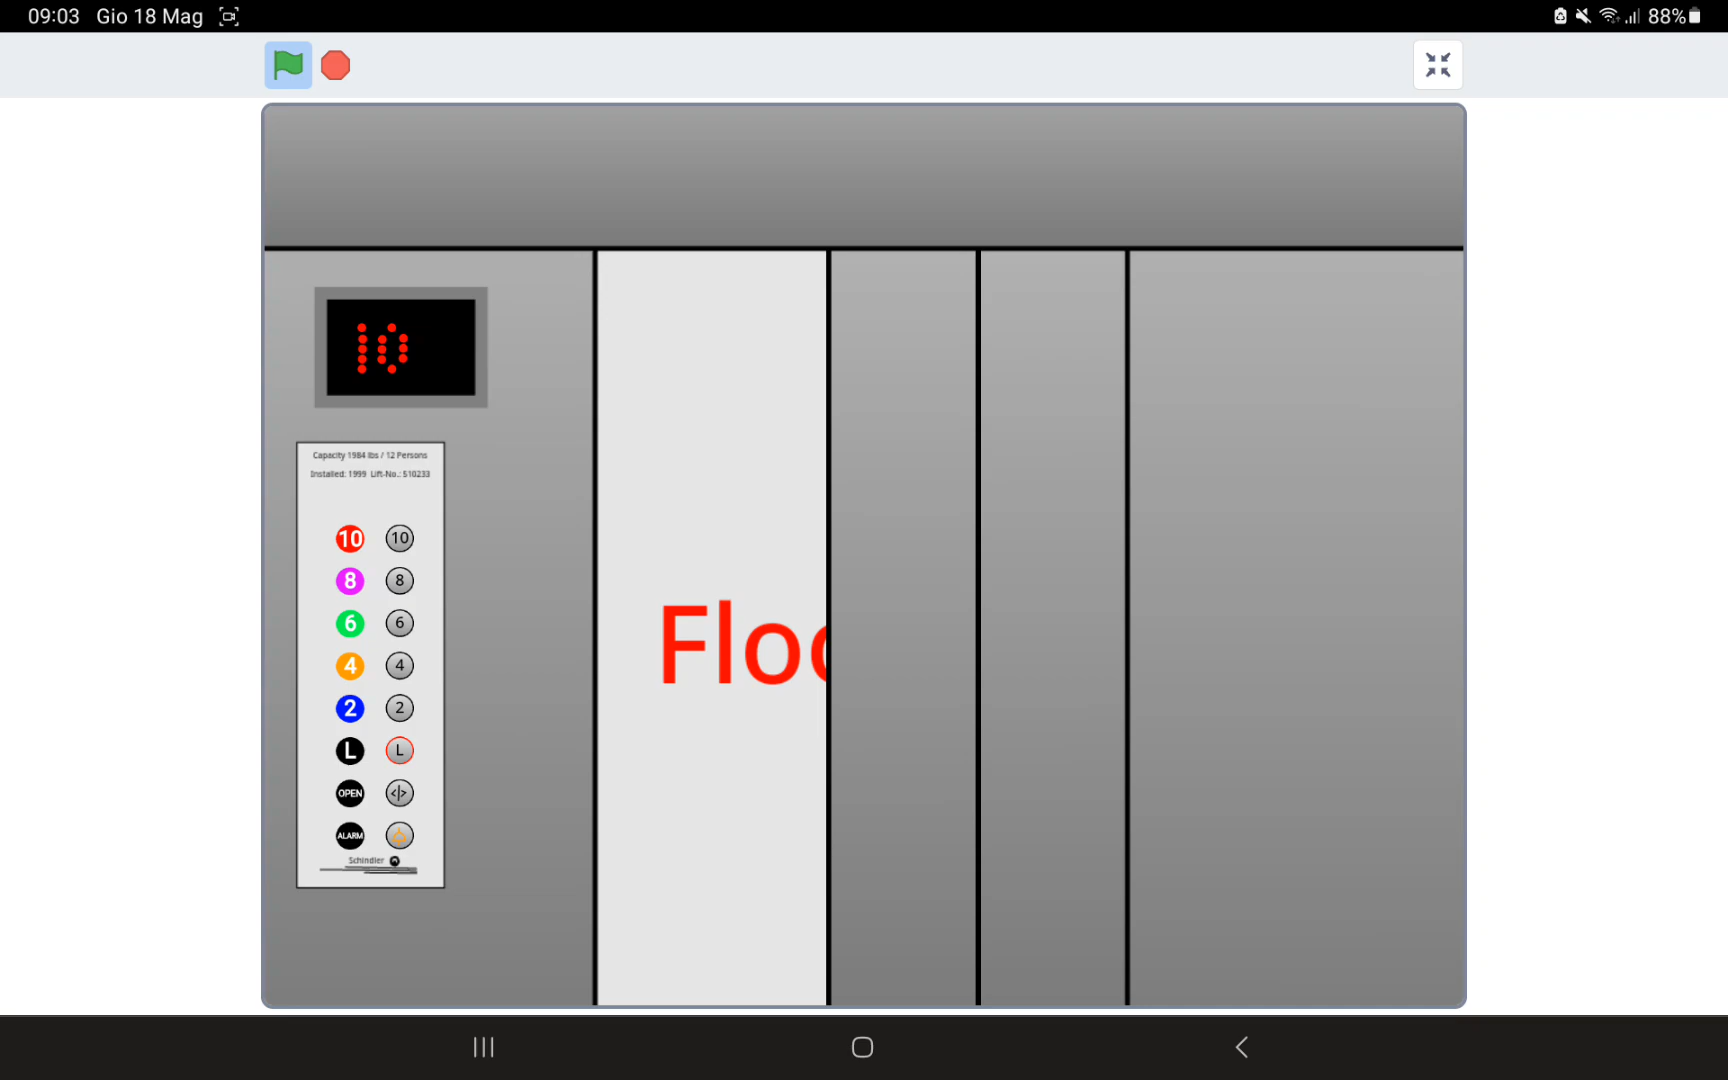 09:03 Gio 18 Mag 88%
10
Capacity 1984 lbs / 12 Persons
Installed: 1999 Lift-No.: 510233
10 10
8 8
6 6
4 4
2 2
L L
OPEN <|>
ALARM
Schindler
Floo